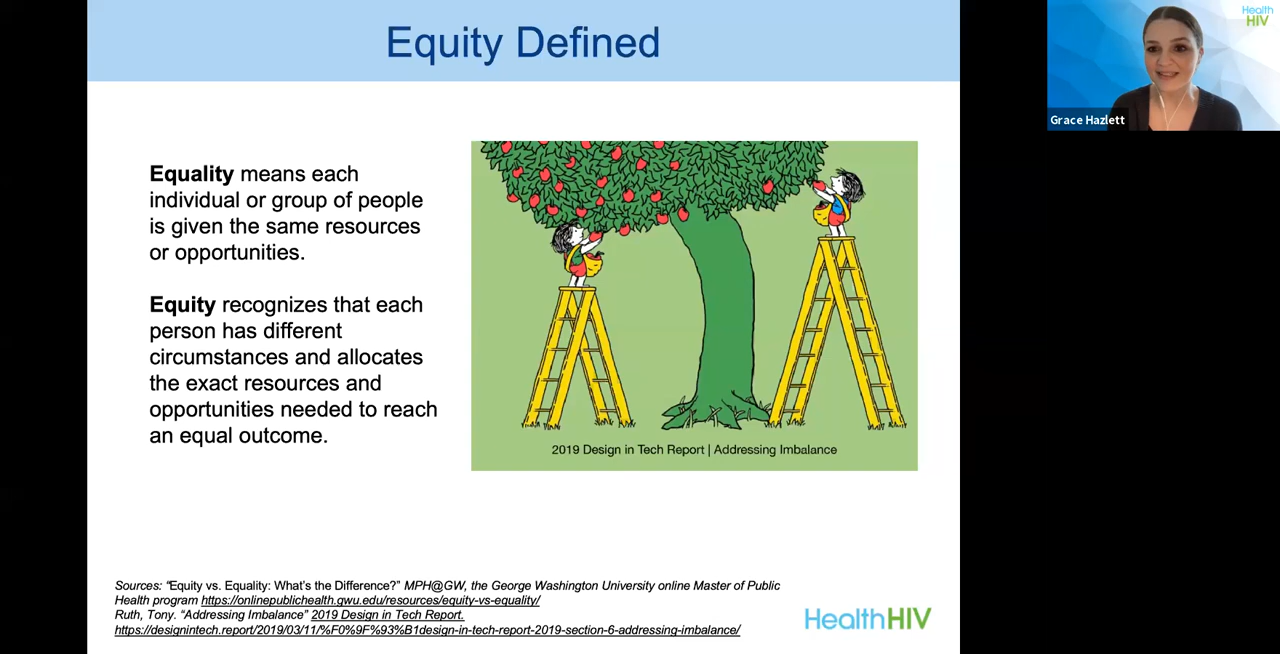 Equity Defined
Equality means each
individual or group of people
is given the same resources
or opportunities.
Equity recognizes that each
person has different
circumstances and allocates
the exact resources and
opportunities needed to reach
an equal outcome.
2019 Design in Tech Report | Addressing Imbalance
Sources: “Equity vs. Equality: What’s the Difference?” MPH@GW, the George Washington University online Master of Public
Health program https://onlinepublichealth.gwu.edu/resources/equity-vs-equality/
Ruth, Tony. “Addressing Imbalance” 2019 Design in Tech Report.
https://designintech.report/2019/03/11/%F0%9F%93%B1design-in-tech-report-2019-section-6-addressing-imbalance/
HealthHIV
Health
HIV
Grace Hazlett